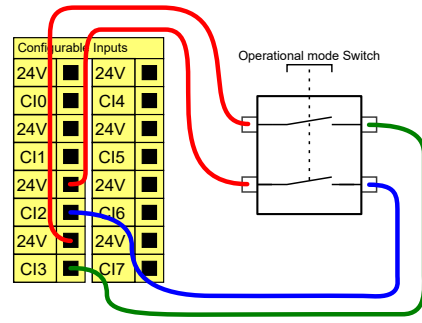 Configurable Inputs
24V 24V
CI0 CI4
24V 24V
CI1 CI5
24V 24V
CI2 CI6
24V 24V
CI3 CI7
Operational mode Switch